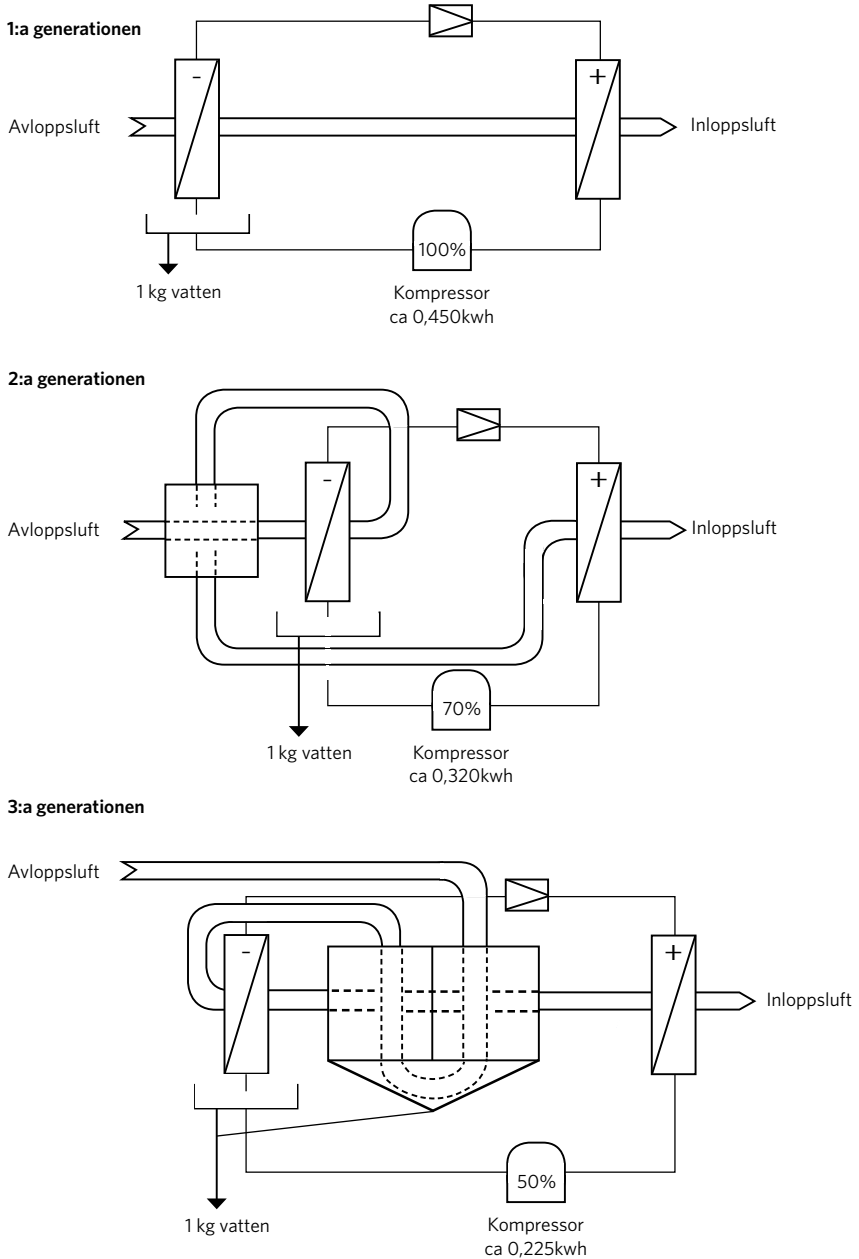 1:a generationen
-
+
Avloppsluft
Inloppsluft
100%
1 kg vatten
Kompressor
ca 0,450kwh
2:a generationen
-
+
Avloppsluft
Inloppsluft
70%
1 kg vatten
Kompressor
ca 0,320kwh
3:a generationen
Avloppsluft
-
+
Inloppsluft
50%
1 kg vatten
Kompressor
ca 0,225kwh